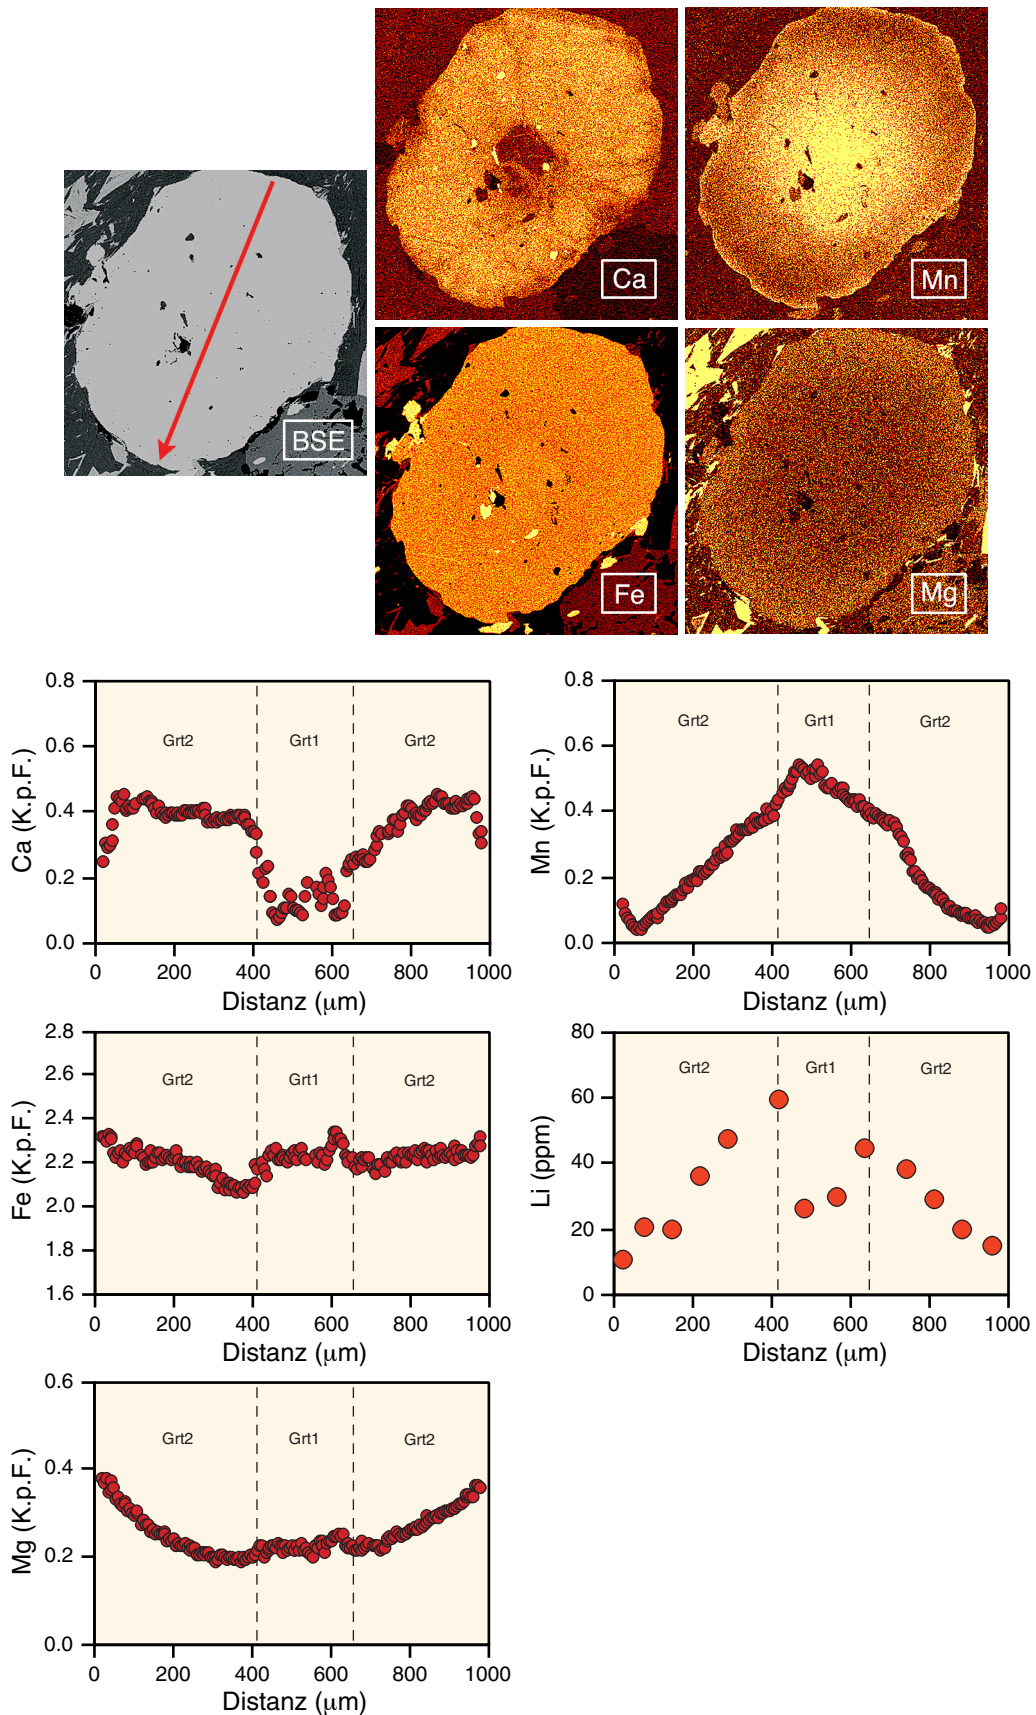 Ca
Mn
BSE
Fe
Mg
0.8
0.6
0.4
0.2
0.0
Ca (K.p.F.)
Grt2
Grt1
Grt2
0
200
400
600
800
1000
Distanz (μm)
0.8
0.6
0.4
0.2
0.0
Mn (K.p.F.)
Grt2
Grt1
Grt2
0
200
400
600
800
1000
Distanz (μm)
2.8
2.6
2.4
2.2
2.0
1.8
1.6
Fe (K.p.F.)
Grt2
Grt1
Grt2
0
200
400
600
800
1000
Distanz (μm)
80
60
40
20
0
Li (ppm)
Grt2
Grt1
Grt2
0
200
400
600
800
1000
Distanz (μm)
0.6
0.4
0.2
0.0
Mg (K.p.F.)
Grt2
Grt1
Grt2
0
200
400
600
800
1000
Distanz (μm)